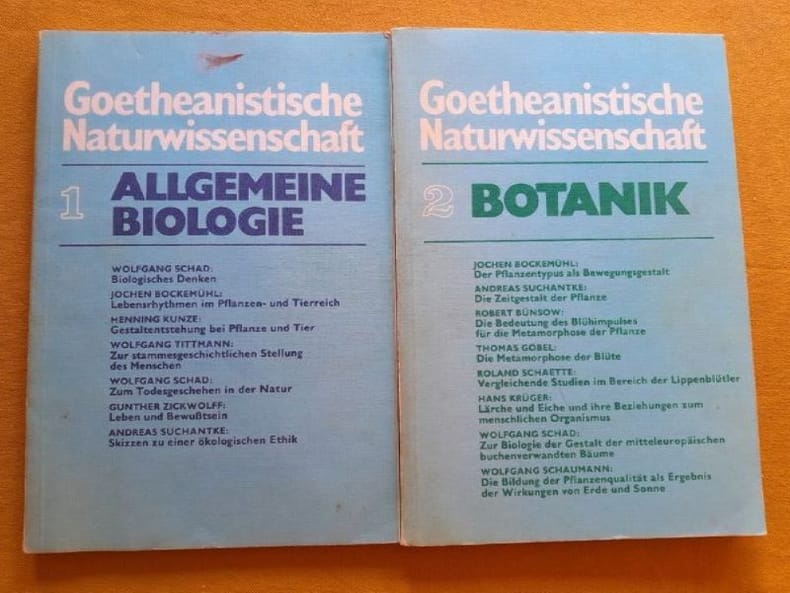 Goetheanistische
Naturwissenschaft
1 ALLGEMEINE
BIOLOGIE
WOLFGANG SCHAD:
Biologisches Denken
JOCHEN BOCKEMÜHL:
Lebensrhythmen im Pflanzen- und Tierreich
HENNING KUNZE:
Gestaltentstehung bei Pflanze und Tier
WOLFGANG TITTMANN:
Zur stammesgeschichtlichen Stellung
des Menschen
WOLFGANG SCHAD:
Zum Todesgeschehen in der Natur
GUNTHER ZICKWOLFF:
Leben und Bewußtsein
ANDREAS SUCHANTKE:
Skizzen zu einer ökologischen Ethik
Goetheanistische
Naturwissenschaft
2 BOTANIK
JOCHEN BOCKEMÜHL:
Der Pflanzentypus als Bewegungsgestalt
ANDREAS SUCHANTKE:
Die Zeitgestalt der Pflanze
ROBERT BÜNSOW:
Die Bedeutung des Blühimpulses
für die Metamorphose der Pflanze
THOMAS GÖBEL:
Die Metamorphose der Blüte
ROLAND SCHAETTE:
Vergleichende Studien im Bereich der Lippenblütler
HANS KRÜGER:
Lärche und Eiche und ihre Beziehungen zum
menschlichen Organismus
WOLFGANG SCHAD:
Zur Biologie der Gestalt der mitteleuropäischen
buchenverwandten Bäume
WOLFGANG SCHAUMANN:
Die Bildung der Pflanzenqualität als Ergebnis
der Wirkungen von Erde und Sonne